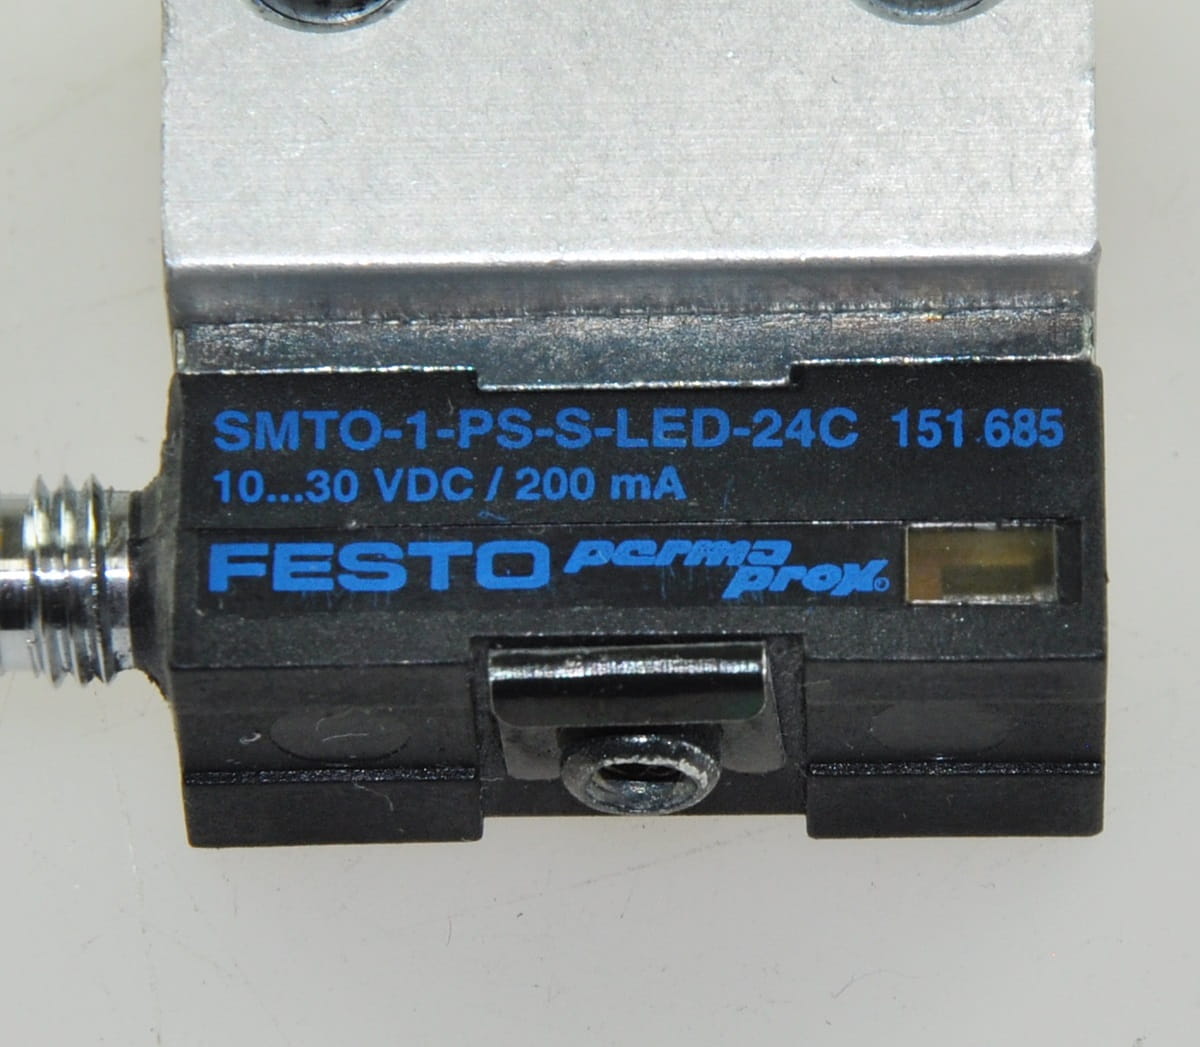 SMTO-1-PS-S-LED-24C 151 685
10...30 VDC / 200 mA
FESTO perma prox®